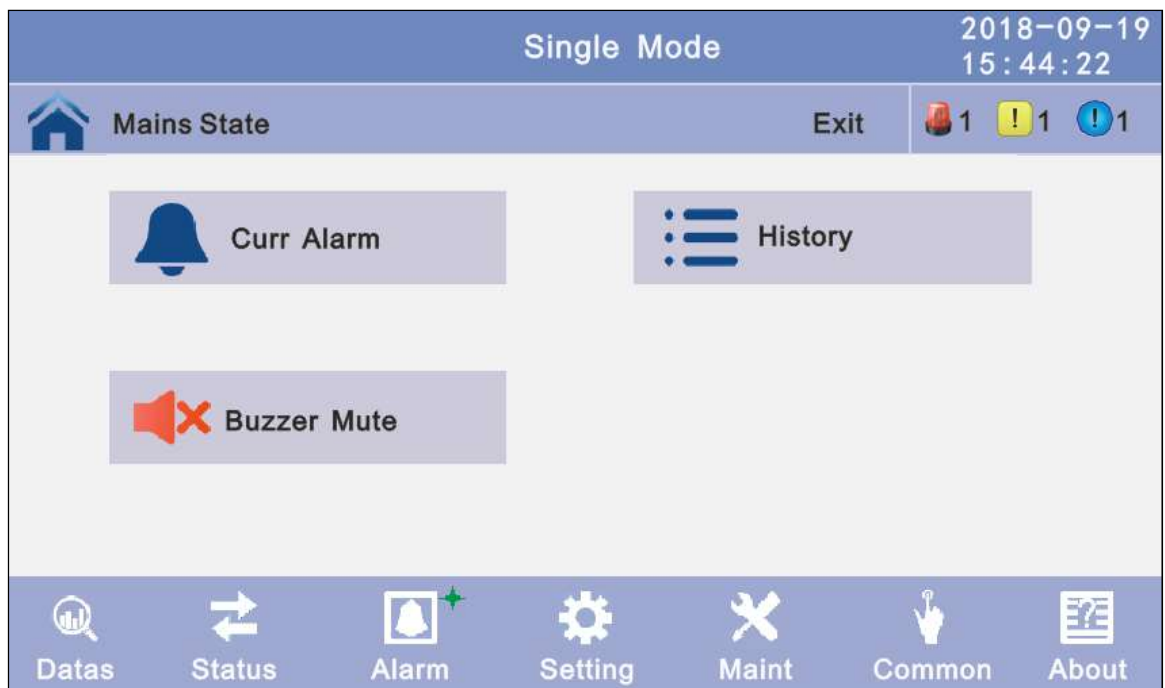 Single Mode
2018-09-19
15:44:22
Mains State
Exit
1
! 1
! 1
Curr Alarm
History
Buzzer Mute
?
Datas
Status
Alarm
Setting
Maint
Common
About